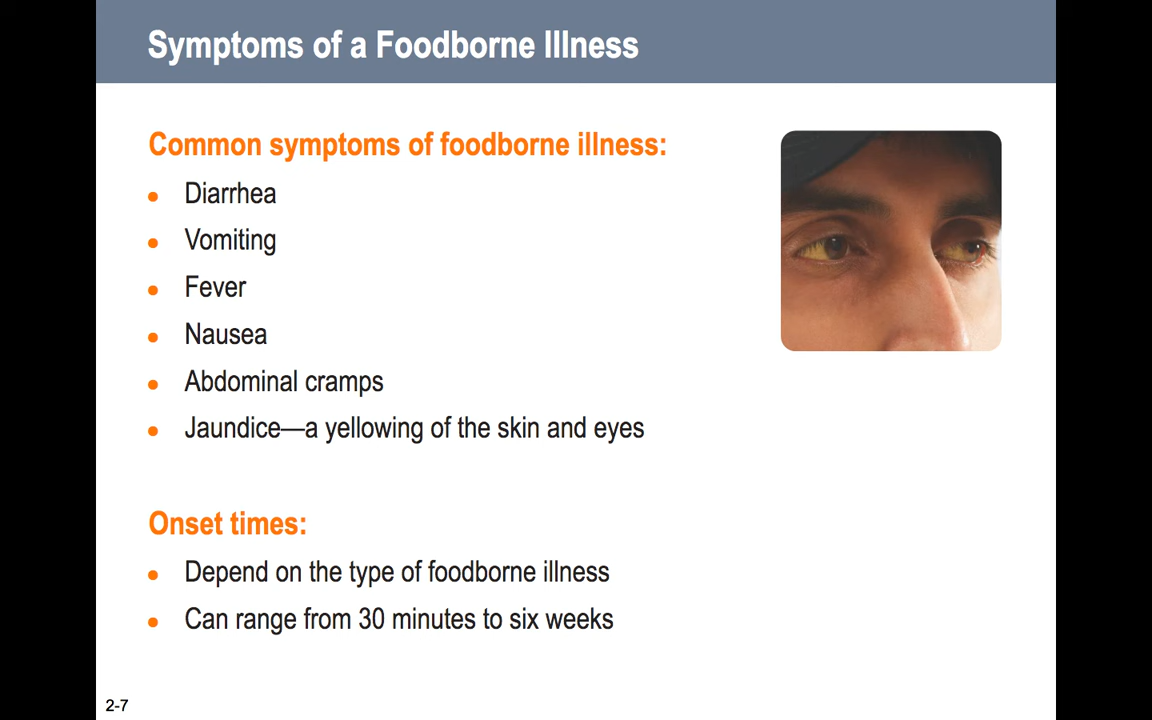 Symptoms of a Foodborne Illness
Common symptoms of foodborne illness:
Diarrhea
Vomiting
Fever
Nausea
Abdominal cramps
Jaundice—a yellowing of the skin and eyes
Onset times:
Depend on the type of foodborne illness
Can range from 30 minutes to six weeks
2-7